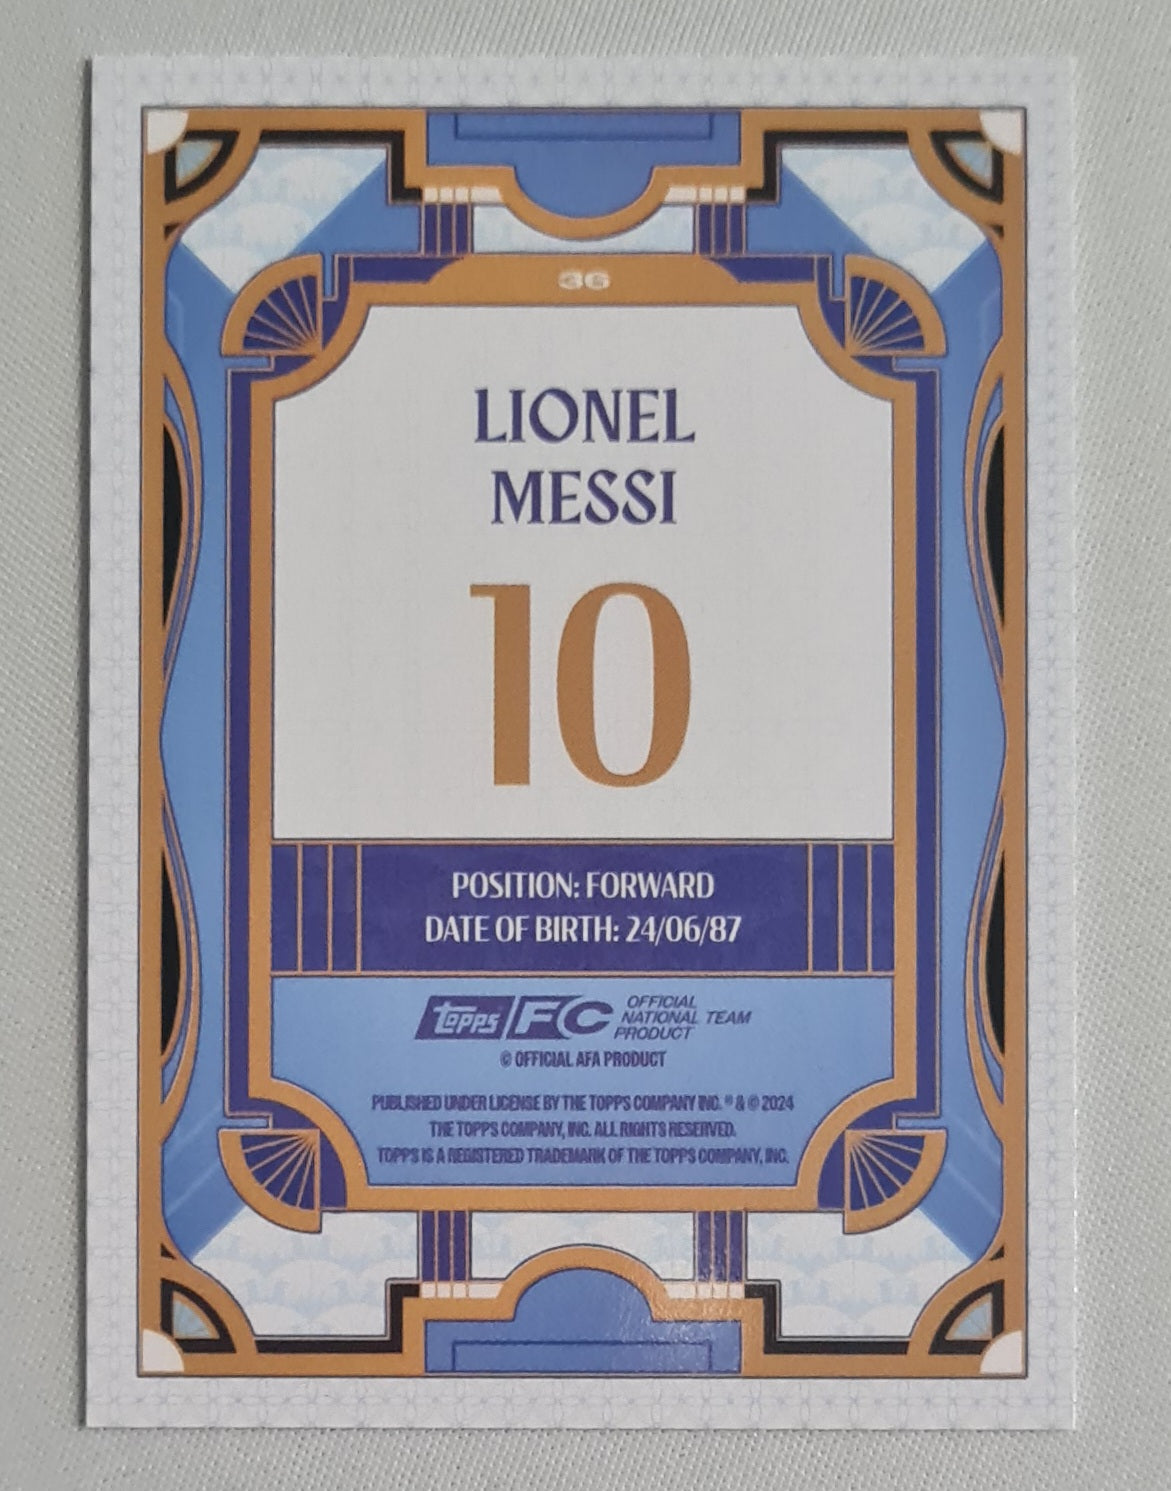 36
LIONEL
MESSI
10
POSITION: FORWARD
DATE OF BIRTH: 24/06/87
Topps FC OFFICIAL
NATIONAL TEAM
PRODUCT
© OFFICIAL AFA PRODUCT
PUBLISHED UNDER LICENSE BY THE TOPPS COMPANY INC. ® & © 2024
THE TOPPS COMPANY, INC. ALL RIGHTS RESERVED.
TOPPS IS A REGISTERED TRADEMARK OF THE TOPPS COMPANY, INC.